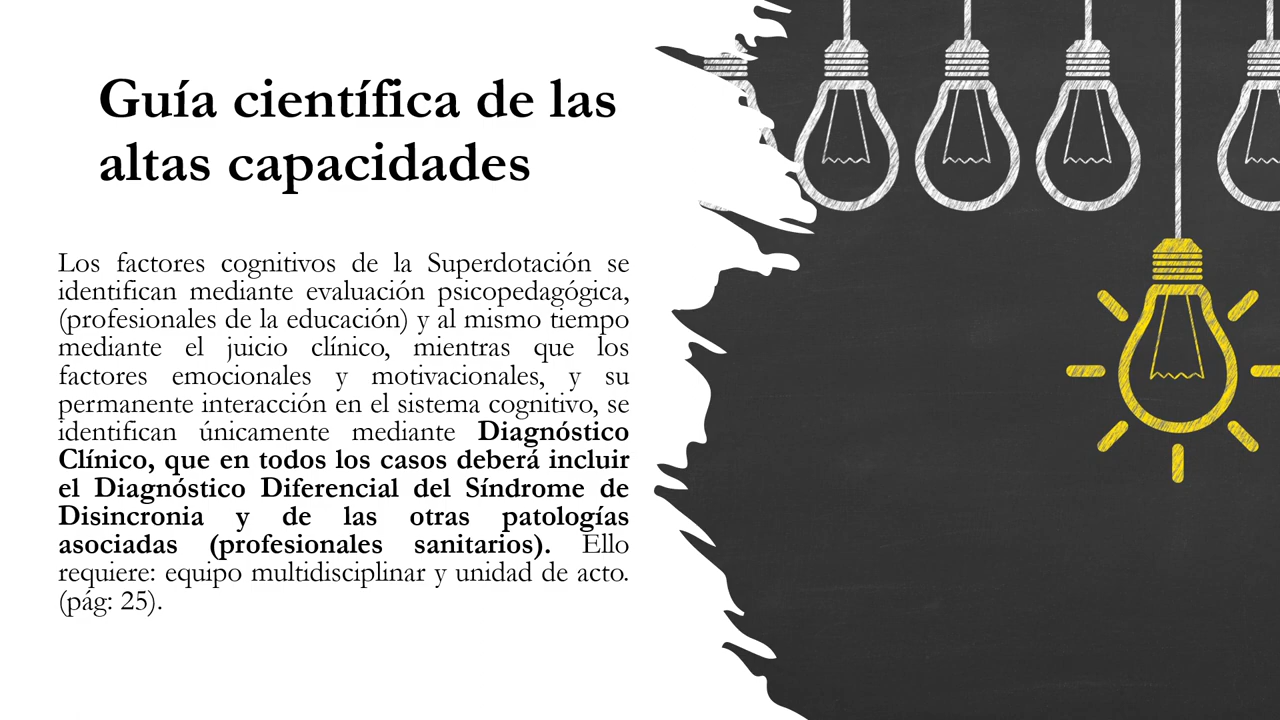 Guía científica de las
altas capacidades
Los factores cognitivos de la Superdotación se
identifican mediante evaluación psicopedagógica,
(profesionales de la educación) y al mismo tiempo
mediante el juicio clínico, mientras que los
factores emocionales y motivacionales, y su
permanente interacción en el sistema cognitivo, se
identifican únicamente mediante Diagnóstico
Clínico, que en todos los casos deberá incluir
el Diagnóstico Diferencial del Síndrome de
Disincronia y de las otras patologías
asociadas (profesionales sanitarios). Ello
requiere: equipo multidisciplinar y unidad de acto.
(pág: 25).